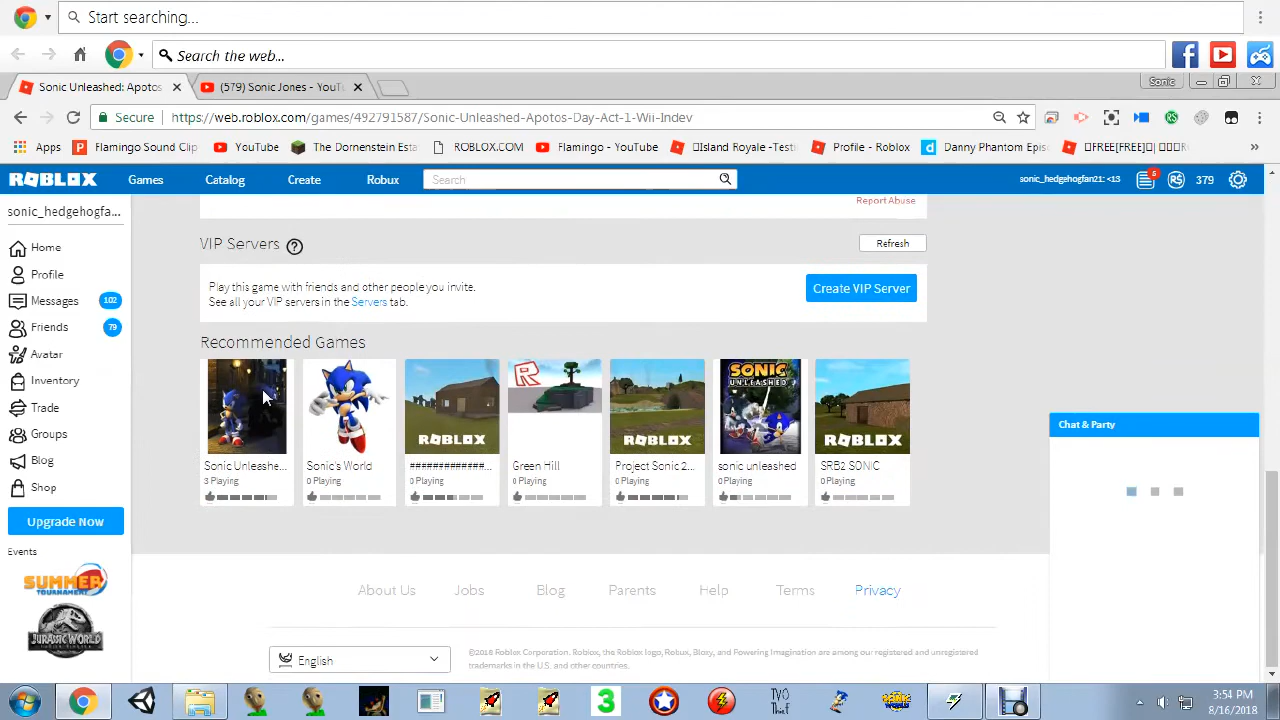 Start searching...
Search the web...
Sonic Unleashed: Apotos
(579) Sonic Jones - YouTu
Sonic
Secure
https://web.roblox.com/games/492791587/Sonic-Unleashed-Apotos-Day-Act-1-Wii-Indev
Apps
Flamingo Sound Clip
YouTube
The Dornenstein Esta
ROBLOX.COM
Flamingo - YouTube
Island Royale -Testi
Profile - Roblox
Danny Phantom Epis
ROBLOX
Games
Catalog
Create
Robux
Search
sonic_hedgehogfan21: <13
5
R$
379
sonic_hedgehogfa...
Home
Profile
Messages
102
Friends
79
Avatar
Inventory
Trade
Groups
Blog
Shop
Upgrade Now
Events
SUMMER
TOURNAMENT
JURASSIC WORLD
Report Abuse
VIP Servers
?
Refresh
Play this game with friends and other people you invite.
See all your VIP servers in the Servers tab.
Create VIP Server
Recommended Games
ROBLOX
R
ROBLOX
SONIC
UNLEASHED
ROBLOX
Sonic Unleashe...
Sonic's World
#############...
Green Hill
Project Sonic 2...
sonic unleashed
SRB2 SONIC
3 Playing
0 Playing
0 Playing
0 Playing
0 Playing
0 Playing
0 Playing
Chat & Party
About Us
Jobs
Blog
Parents
Help
Terms
Privacy
English
©2018 Roblox Corporation. Roblox, the Roblox logo, Robux, Bloxy, and Powering Imagination are among our registered and unregistered
trademarks in the U.S. and other countries.
3
3:54 PM
8/16/2018